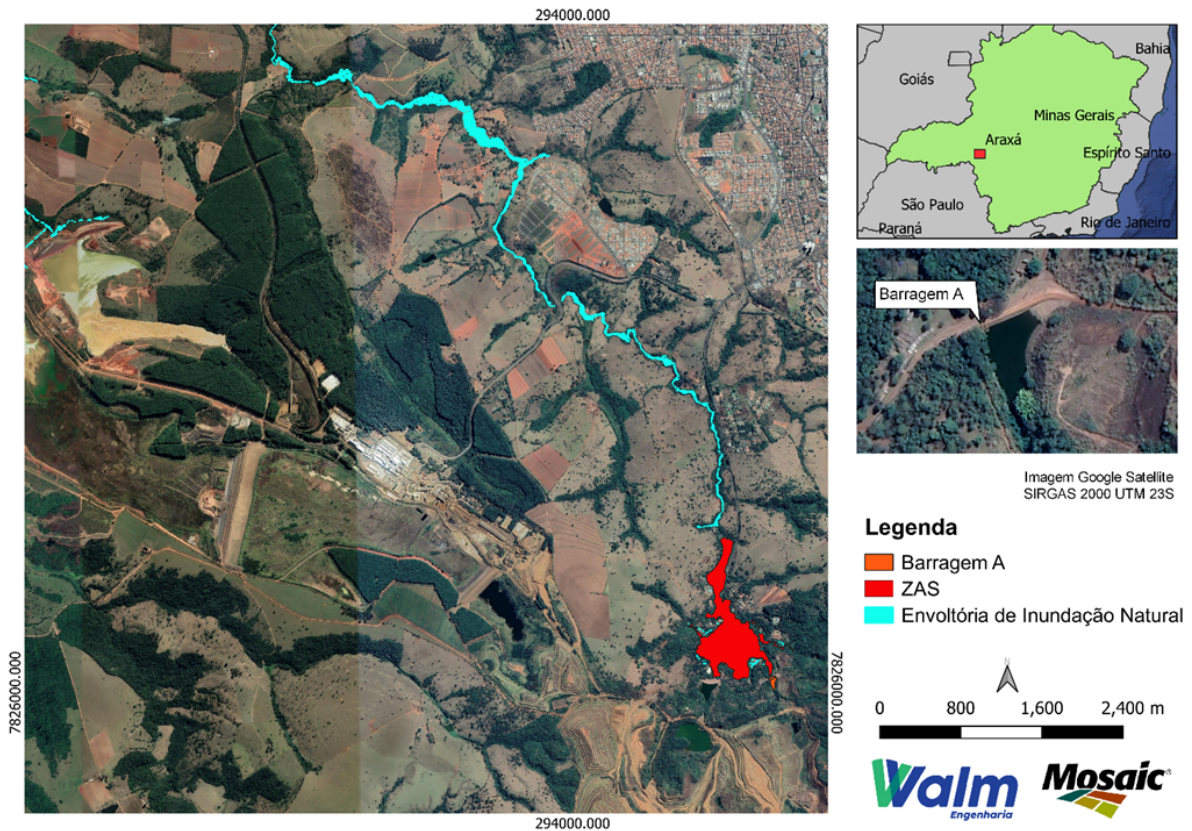 294000.000
7826000.000
7826000.000
294000.000
Bahia
Goiás
Minas Gerais
Araxá
Espírito Santo
São Paulo
Rio de Janeiro
Paraná
Barragem A
Imagem Google Satellite
SIRGAS 2000 UTM 23S
Legenda
Barragem A
ZAS
Envoltória de Inundação Natural
N
0 800 1,600 2,400 m
Walm
Engenharia
Mosaic®